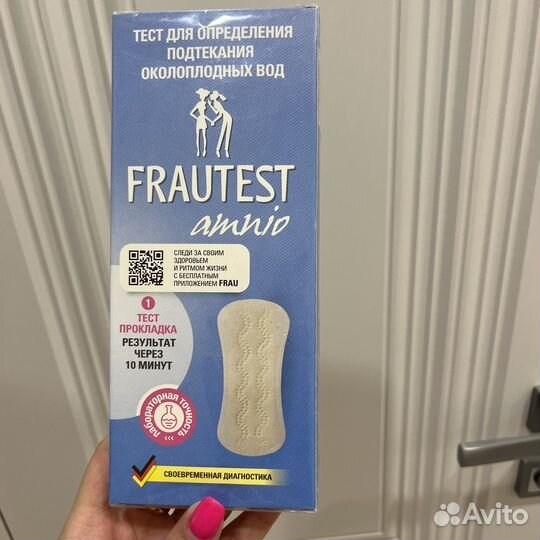 ТЕСТ ДЛЯ ОПРЕДЕЛЕНИЯ
ПОДТЕКАНИЯ
ОКОЛОПЛОДНЫХ ВОД
FRAUTEST
amnio
СЛЕДИ ЗА СВОИМ
ЗДОРОВЬЕМ
И РИТМОМ ЖИЗНИ
С БЕСПЛАТНЫМ
ПРИЛОЖЕНИЕМ FRAU
1
ТЕСТ
ПРОКЛАДКА
РЕЗУЛЬТАТ
ЧЕРЕЗ
10 МИНУТ
лабораторная точность
СВОЕВРЕМЕННАЯ ДИАГНОСТИКА
Avito